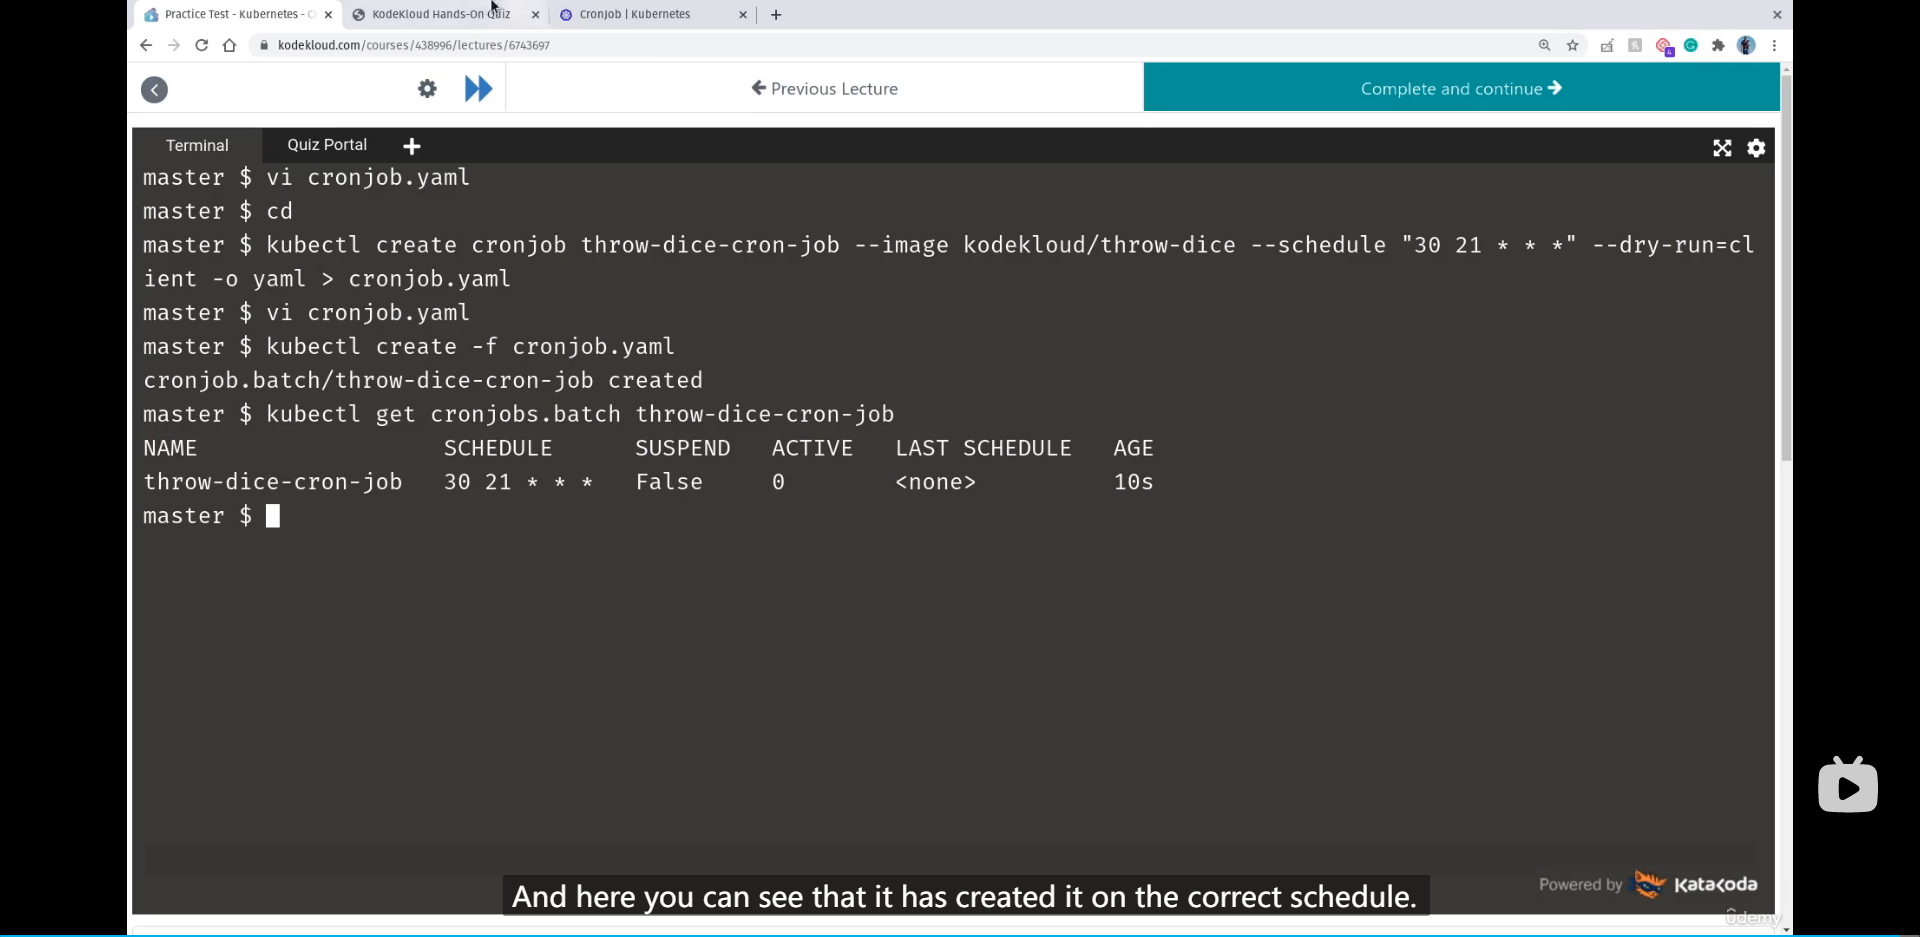 Practice Test - Kubernetes - C
KodeKloud Hands-On Quiz
CronJob | Kubernetes
kodekloud.com/courses/438996/lectures/6743697
4
Previous Lecture
Complete and continue
Terminal
Quiz Portal
master $ vi cronjob.yaml
master $ cd
master $ kubectl create cronjob throw-dice-cron-job --image kodekloud/throw-dice --schedule "30 21 * * *" --dry-run=cl
ient -o yaml > cronjob.yaml
master $ vi cronjob.yaml
master $ kubectl create -f cronjob.yaml
cronjob.batch/throw-dice-cron-job created
master $ kubectl get cronjobs.batch throw-dice-cron-job
NAME SCHEDULE SUSPEND ACTIVE LAST SCHEDULE AGE
throw-dice-cron-job 30 21 * * * False 0 <none> 10s
master $
Powered by Katacoda
And here you can see that it has created it on the correct schedule.
ûdemy